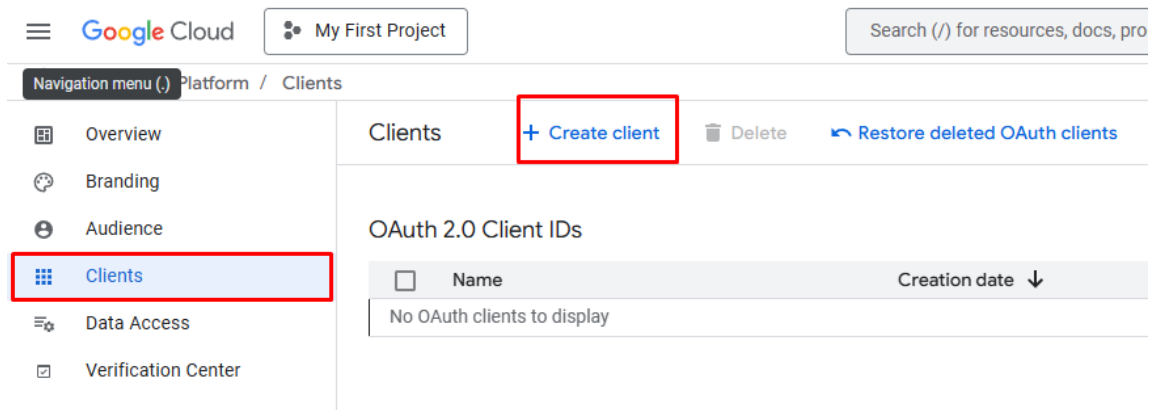 Google Cloud My First Project Search (/) for resources, docs, pro
Navigation menu (.) Platform / Clients
Overview
Branding
Audience
Clients
Data Access
Verification Center
Clients + Create client Delete Restore deleted OAuth clients
OAuth 2.0 Client IDs
Name Creation date
No OAuth clients to display